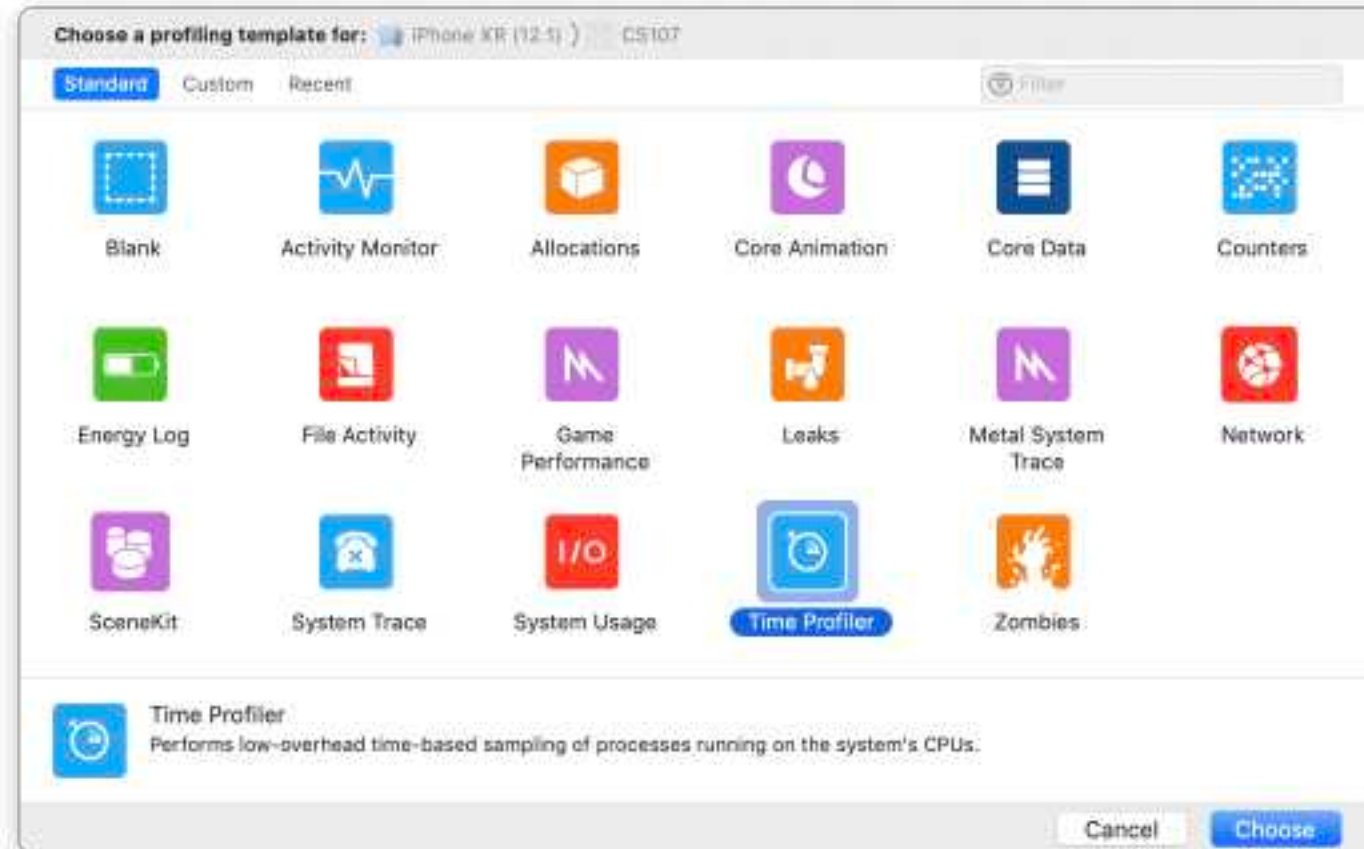 Choose a profiling template for: iPhone XR (12.1) ) CS107
Standard Custom Recent Filter
Blank Activity Monitor Allocations Core Animation Core Data Counters
Energy Log File Activity Game Performance Leaks Metal System Trace Network
SceneKit System Trace I/O System Usage Time Profiler Zombies
Time Profiler
Performs low-overhead time-based sampling of processes running on the system's CPUs.
Cancel Choose